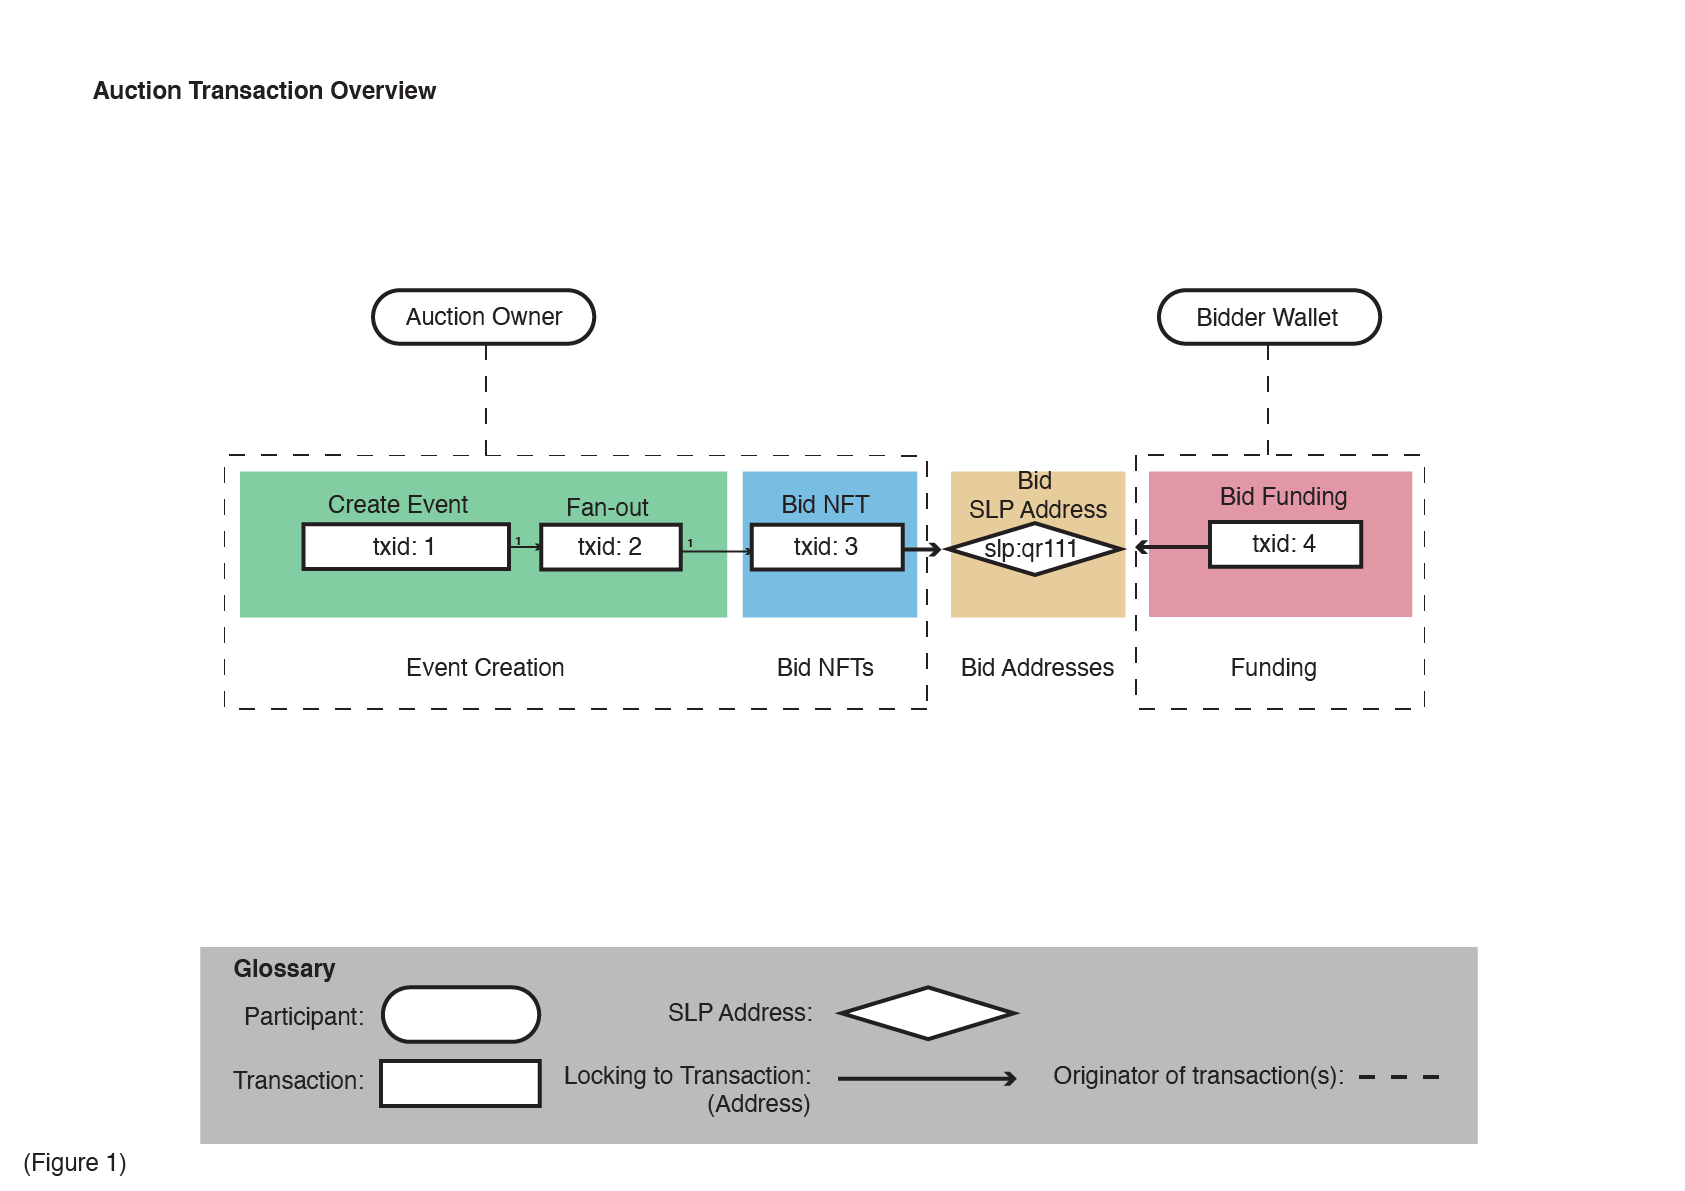 Auction Transaction Overview
Auction Owner
Bidder Wallet
Create Event
Fan-out
Bid NFT
Bid
SLP Address
Bid Funding
txid: 1
1
txid: 2
1
txid: 3
slp:qr111
txid: 4
Event Creation
Bid NFTs
Bid Addresses
Funding
Glossary
Participant:
SLP Address:
Transaction:
Locking to Transaction:
(Address)
Originator of transaction(s):
(Figure 1)